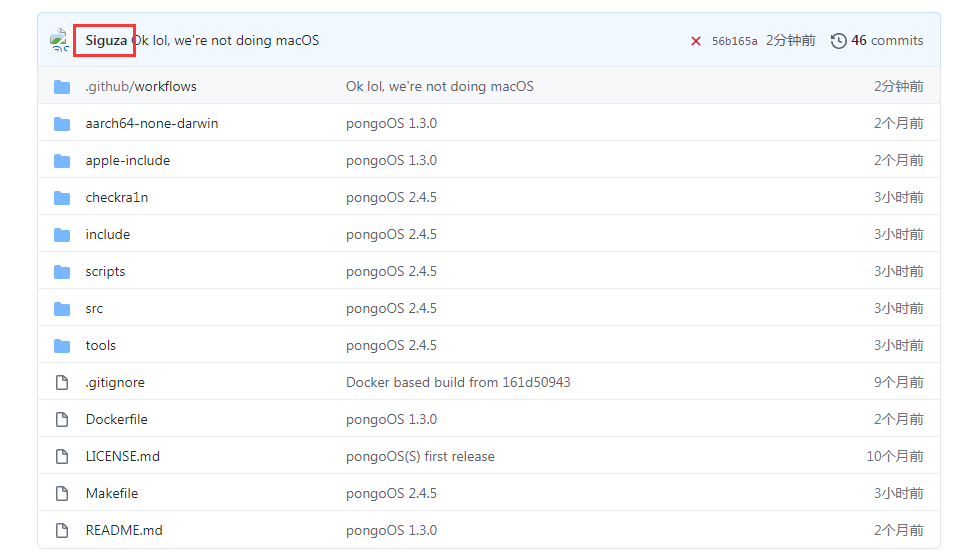 Siguza Ok lol, we're not doing macOS 56b165a 2分钟前 46 commits
.github/workflows Ok lol, we're not doing macOS 2分钟前
aarch64-none-darwin pongoOS 1.3.0 2个月前
apple-include pongoOS 1.3.0 2个月前
checkra1n pongoOS 2.4.5 3小时前
include pongoOS 2.4.5 3小时前
scripts pongoOS 2.4.5 3小时前
src pongoOS 2.4.5 3小时前
tools pongoOS 2.4.5 3小时前
.gitignore Docker based build from 161d50943 9个月前
Dockerfile pongoOS 1.3.0 2个月前
LICENSE.md pongoOS(S) first release 10个月前
Makefile pongoOS 2.4.5 3小时前
README.md pongoOS 1.3.0 2个月前